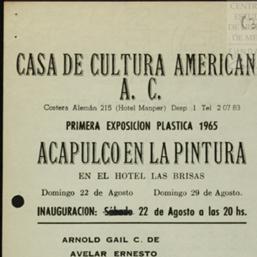 CASA DE CULTURA AMERICAN
A. C.
Costera Alemán 215 (Hotel Manper) Desp. 1 Tel 2 07 83
PRIMERA EXPOSICION PLASTICA 1965
ACAPULCO EN LA PINTURA
EN EL HOTEL LAS BRISAS
Domingo 22 de Agosto Domingo 29 de Agosto.
INAUGURACION: Sábado 22 de Agosto a las 20 hs.
ARNOLD GAIL C. DE
AVELAR ERNESTO